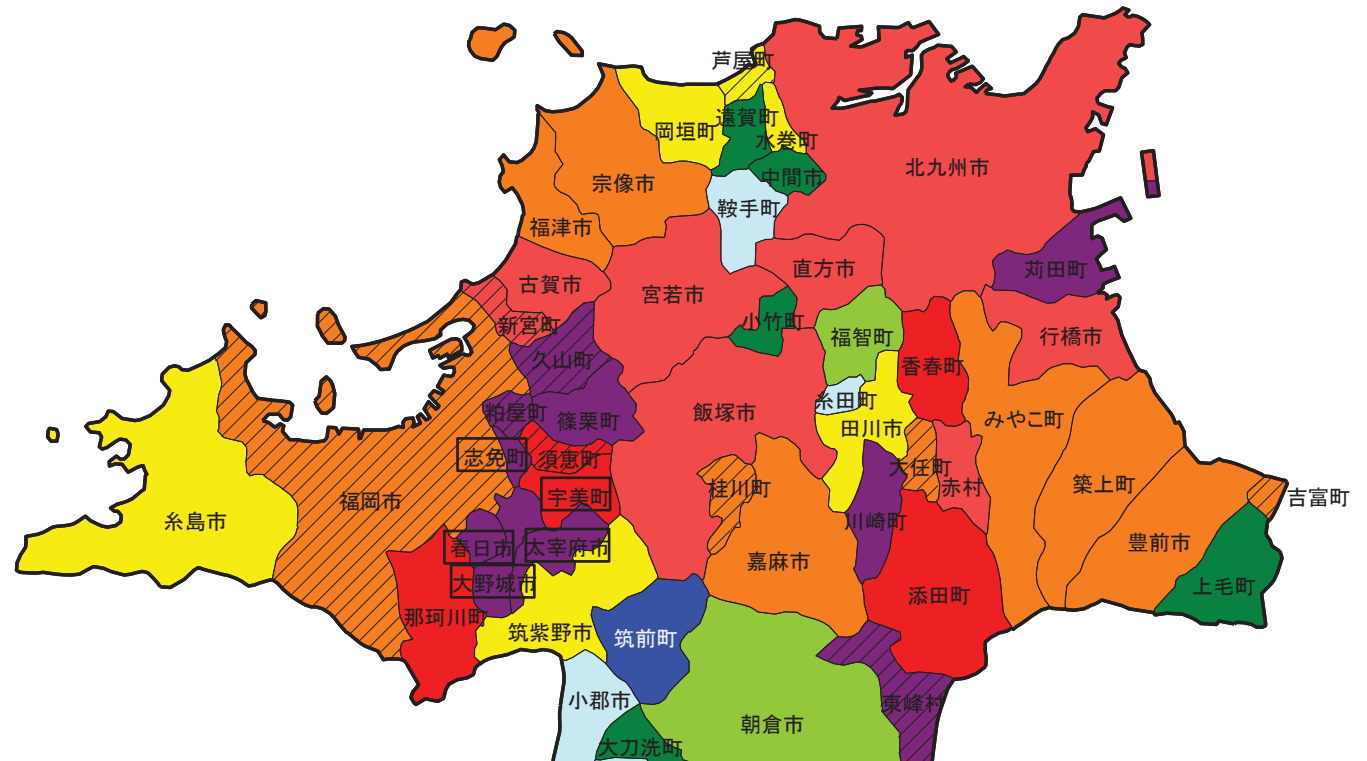 芦屋町
遠賀町
岡垣町
水巻町
北九州市
中間市
宗像市
鞍手町
福津市
直方市
苅田町
古賀市
宮若市
小竹町
新宮町
福智町
行橋市
久山町
香春町
糸田町
粕屋町
飯塚市
みやこ町
篠栗町
田川市
志免町
須恵町
大任町
桂川町
赤村
築上町
宇美町
吉富町
福岡市
糸島市
川崎町
豊前市
春日市
太宰府市
嘉麻市
大野城市
上毛町
添田町
那珂川町
筑紫野市
筑前町
小郡市
東峰村
朝倉市
大刀洗町